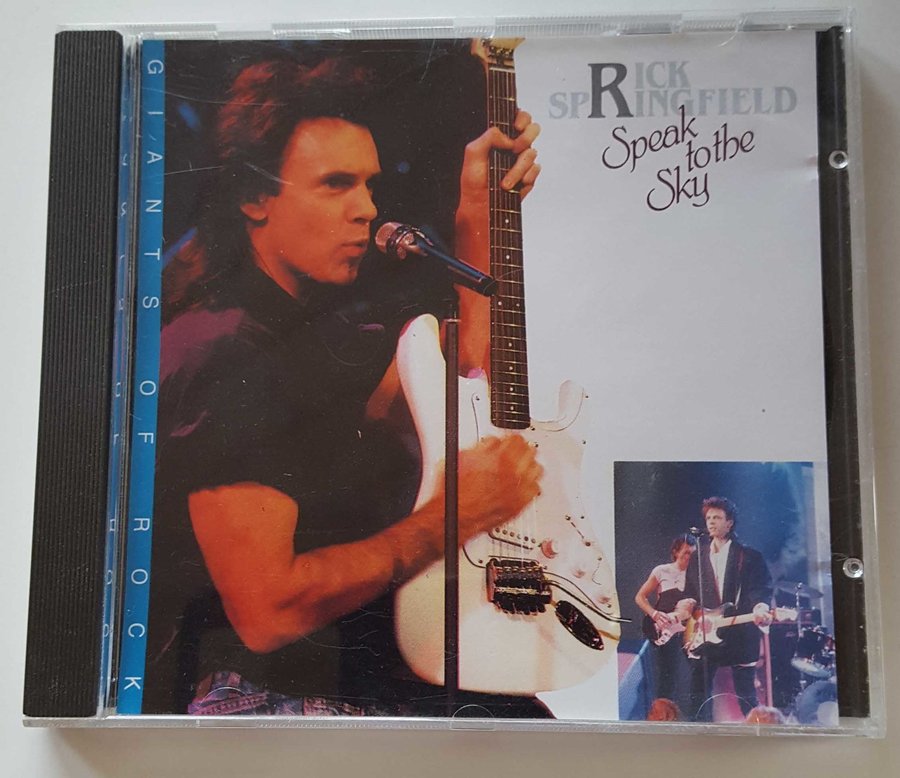 GIANTS OF ROCK
RICK
SPRINGFIELD
Speak
to the
Sky